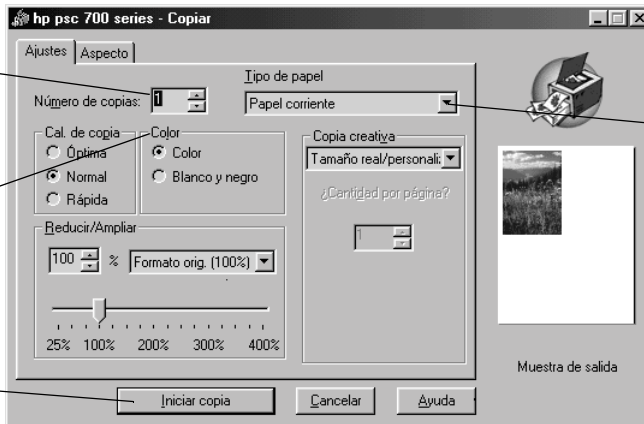 hp psc 700 series - Copiar
Ajustes
Aspecto
Número de copias: 1
Tipo de papel
Papel corriente
Cal. de copia
Óptima
Normal
Rápida
Color
Color
Blanco y negro
Copia creativa
Tamaño real/personali:
¿Cantidad por página?
1
Reducir/Ampliar
100 % Formato orig. (100%)
25% 100% 200% 300% 400%
Muestra de salida
Iniciar copia
Cancelar
Ayuda